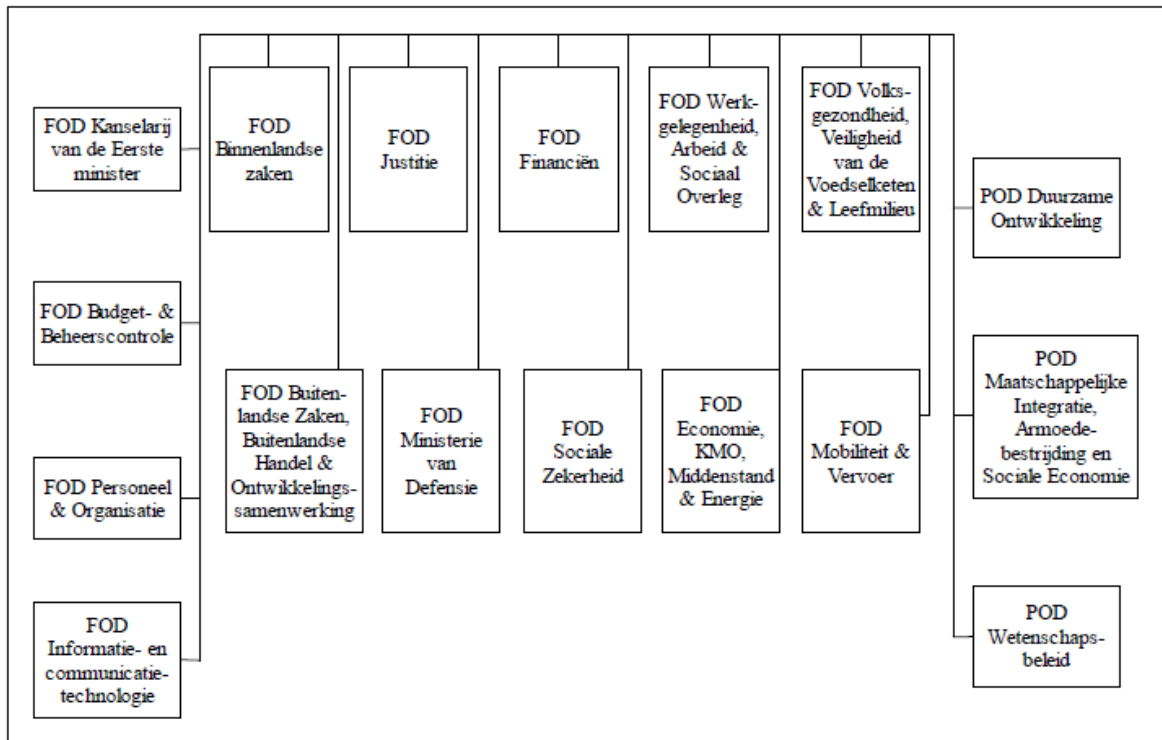 FOD Kanselarij
van de Eerste
minister
FOD Budget- &
Beheerscontrole
FOD Personeel
& Organisatie
FOD
Informatie- en
communicatie-
technologie
FOD
Binnenlandse
zaken
FOD
Justitie
FOD
Financiën
FOD Werk-
gelegenheid,
Arbeid &
Sociaal
Overleg
FOD Volks-
gezondheid,
Veiligheid
van de
Voedselketen
& Leefmilieu
FOD Buiten-
landse Zaken,
Buitenlandse
Handel &
Ontwikkelings-
samenwerking
FOD
Ministerie
van
Defensie
FOD
Sociale
Zekerheid
FOD
Economie,
KMO,
Middenstand
& Energie
FOD
Mobiliteit &
Vervoer
POD Duurzame
Ontwikkeling
POD
Maatschappelijke
Integratie,
Armoede-
bestrijding en
Sociale Economie
POD
Wetenschaps-
beleid